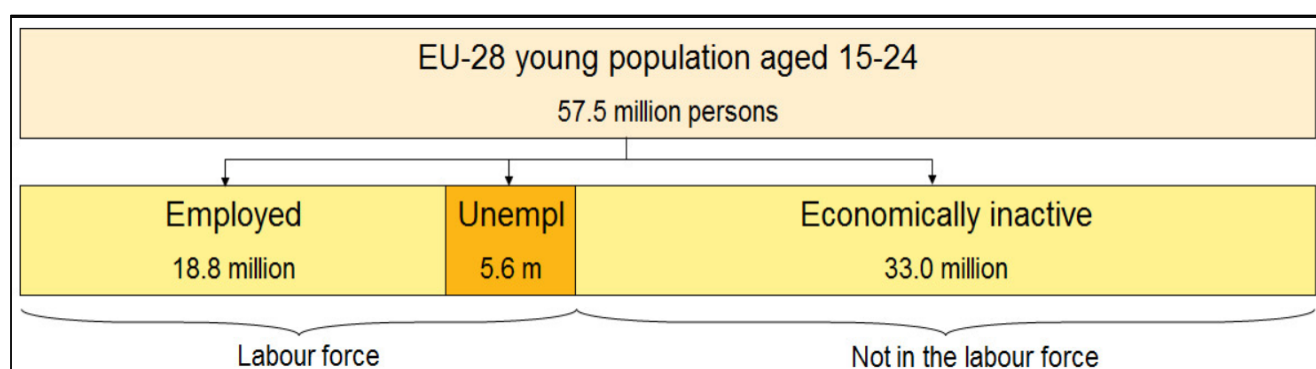 EU-28 young population aged 15-24
57.5 million persons
Employed
18.8 million
Unempl
5.6 m
Economically inactive
33.0 million
Labour force
Not in the labour force